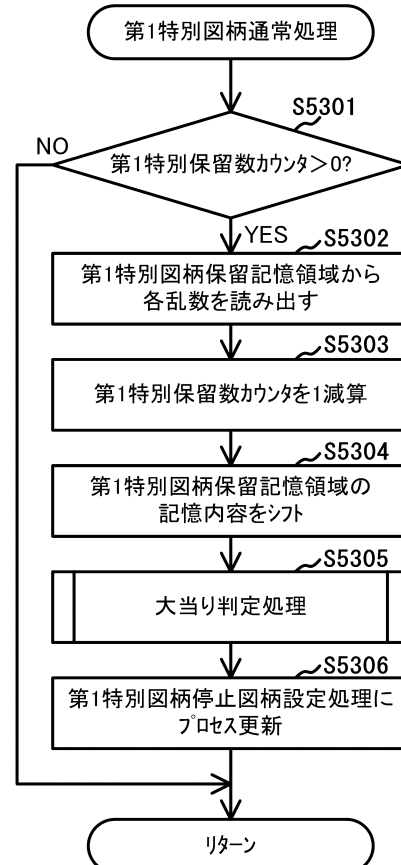 第1特別図柄通常処理
S5301
第1特別保留数カウンタ>0?
NO
YES
S5302
第1特別図柄保留記憶領域から
各乱数を読み出す
S5303
第1特別保留数カウンタを1減算
S5304
第1特別図柄保留記憶領域の
記憶内容をシフト
S5305
大当り判定処理
S5306
第1特別図柄停止図柄設定処理に
プロセス更新
リターン